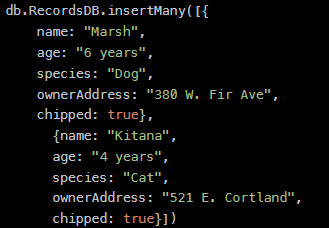 db.RecordsDB.insertMany([{
    name: "Marsh",
    age: "6 years",
    species: "Dog",
    ownerAddress: "380 W. Fir Ave",
    chipped: true},
      {name: "Kitana",
      age: "4 years",
      species: "Cat",
      ownerAddress: "521 E. Cortland",
      chipped: true}])